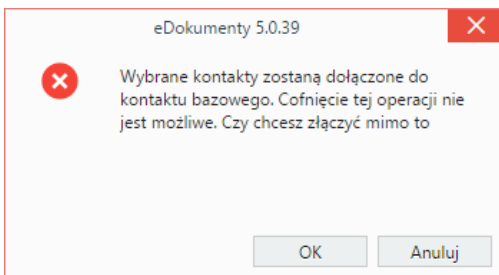 eDokumenty 5.0.39
Wybrane kontakty zostaną dołączone do
kontaktu bazowego. Cofnięcie tej operacji nie
jest możliwe. Czy chcesz złączyć mimo to
OK
Anuluj